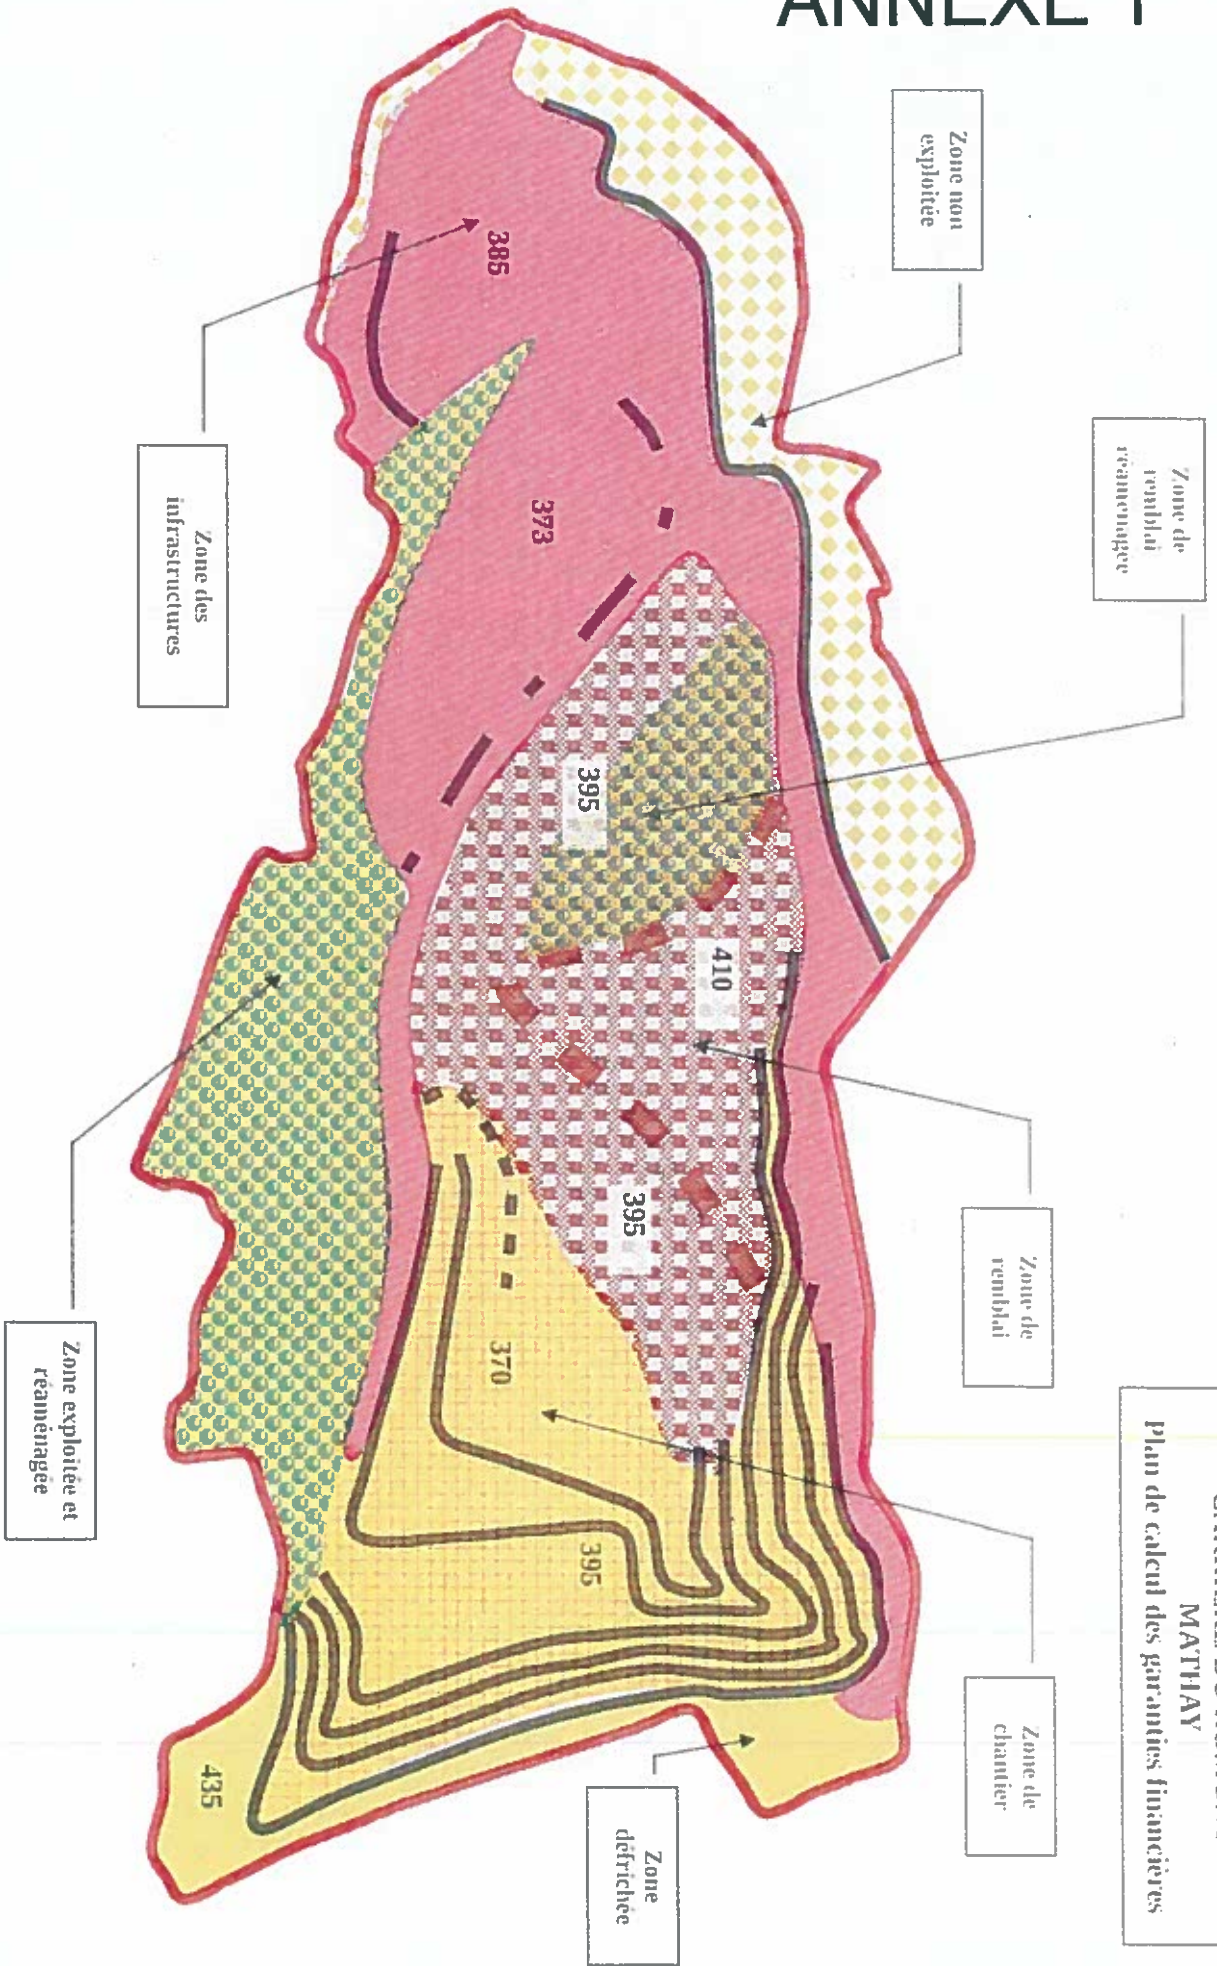 ANNEXE 1
MATHAY
Plan de calcul des garanties financières
Zone non
exploitée
Zone de
remblai
réaménagée
Zone de
remblai
Zone de
chantier
Zone
défrichée
Zone des
infrastructures
Zone exploitée et
réaménagée
385
373
395
410
395
370
395
435